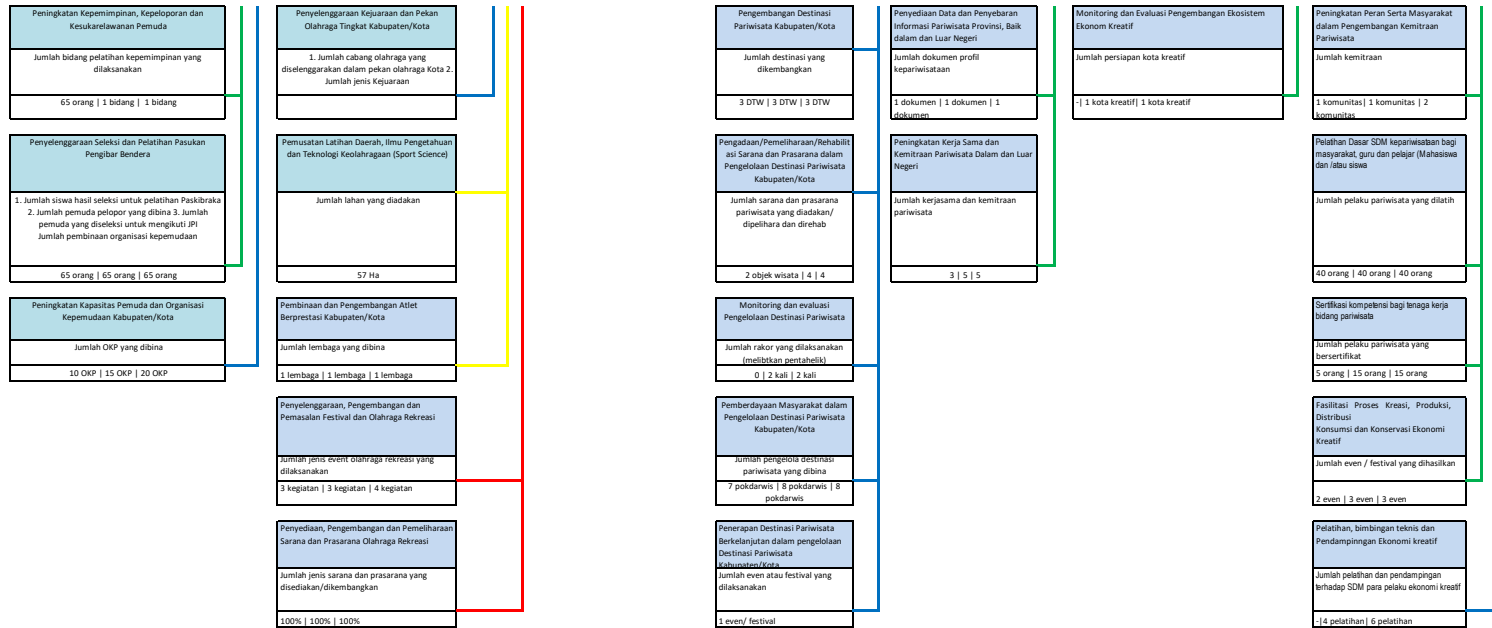 Peningkatan Kepemimpinan, Kepeloporan dan
Kesukarelawanan Pemuda
Jumlah bidang pelatihan kepemimpinan yang
dilaksanakan
65 orang | 1 bidang | 1 bidang
Penyelenggaraan Seleksi dan Pelatihan Pasukan
Pengibar Bendera
1. Jumlah siswa hasil seleksi untuk pelatihan Paskibraka
2. Jumlah pemuda pelopor yang dibina 3. Jumlah
pemuda yang diseleksi untuk mengikuti JPI
Jumlah pembinaan organisasi kepemudaan
65 orang | 65 orang | 65 orang
Peningkatan Kapasitas Pemuda dan Organisasi
Kepemudaan Kabupaten/Kota
Jumlah OKP yang dibina
10 OKP | 15 OKP | 20 OKP
Penyelenggaraan Kejuaraan dan Pekan
Olahraga Tingkat Kabupaten/Kota
1. Jumlah cabang olahraga yang
diselenggarakan dalam pekan olahraga Kota 2.
Jumlah jenis Kejuaraan
Pemusatan Latihan Daerah, Ilmu Pengetahuan
dan Teknologi Keolahragaan (Sport Science)
Jumlah lahan yang diadakan
57 Ha
Pembinaan dan Pengembangan Atlet
Berprestasi Kabupaten/Kota
Jumlah lembaga yang dibina
1 lembaga | 1 lembaga | 1 lembaga
Penyelenggaraan, Pengembangan dan
Pemasalan Festival dan Olahraga Rekreasi
Jumlah jenis event olahraga rekreasi yang
dilaksanakan
3 kegiatan | 3 kegiatan | 4 kegiatan
Penyediaan, Pengembangan dan Pemeliharaan
Sarana dan Prasarana Olahraga Rekreasi
Jumlah jenis sarana dan prasarana yang
disediakan/dikembangkan
100% | 100% | 100%
Pengembangan Destinasi
Pariwisata Kabupaten/Kota
Jumlah destinasi yang
dikembangkan
3 DTW | 3 DTW | 3 DTW
Pengadaan/Pemeliharaan/Rehabilit
asi Sarana dan Prasarana dalam
Pengelolaan Destinasi Pariwisata
Kabupaten/Kota
Jumlah sarana dan prasarana
pariwisata yang diadakan/
dipelihara dan direhab
2 objek wisata | 4 | 4
Monitoring dan evaluasi
Pengelolaan Destinasi Pariwisata
Jumlah rakor yang dilaksanakan
(melibtkan pentahelik)
0 | 2 kali | 2 kali
Pemberdayaan Masyarakat dalam
Pengelolaan Destinasi Pariwisata
Kabupaten/Kota
Jumlah pengelola destinasi
pariwisata yang dibina
7 pokdarwis | 8 pokdarwis | 8
pokdarwis
Penerapan Destinasi Pariwisata
Berkelanjutan dalam pengelolaan
Destinasi Pariwisata
Kabupaten/Kota
Jumlah even atau festival yang
dilaksanakan
1 even/ festival
Penyediaan Data dan Penyebaran
Informasi Pariwisata Provinsi, Baik
dalam dan Luar Negeri
Jumlah dokumen profil
kepariwisataan
1 dokumen | 1 dokumen | 1
dokumen
Peningkatan Kerja Sama dan
Kemitraan Pariwisata Dalam dan Luar
Negeri
Jumlah kerjasama dan kemitraan
pariwisata
3 | 5 | 5
Monitoring dan Evaluasi Pengembangan Ekosistem
Ekonom Kreatif
Jumlah persiapan kota kreatif
-| 1 kota kreatif| 1 kota kreatif
Peningkatan Peran Serta Masyarakat
dalam Pengembangan Kemitraan
Pariwisata
Jumlah kemitraan
1 komunitas| 1 komunitas | 2
komunitas
Pelatihan Dasar SDM kepariwisataan bagi
masyarakat, guru dan pelajar (Mahasiswa
dan /atau siswa
Jumlah pelaku pariwisata yang dilatih
40 orang | 40 orang | 40 orang
Sertifikasi kompetensi bagi tenaga kerja
bidang pariwisata
Jumlah pelaku pariwisata yang
bersertifikat
5 orang | 15 orang | 15 orang
Fasilitasi Proses Kreasi, Produksi,
Distribusi
Konsumsi dan Konservasi Ekonomi
Kreatif
Jumlah even / festival yang dihasilkan
2 even | 3 even | 3 even
Pelatihan, bimbingan teknis dan
Pendampinngan Ekonomi kreatif
Jumlah pelatihan dan pendampingan
terhadap SDM para pelaku ekonomi kreatif
-|4 pelatihan| 6 pelatihan